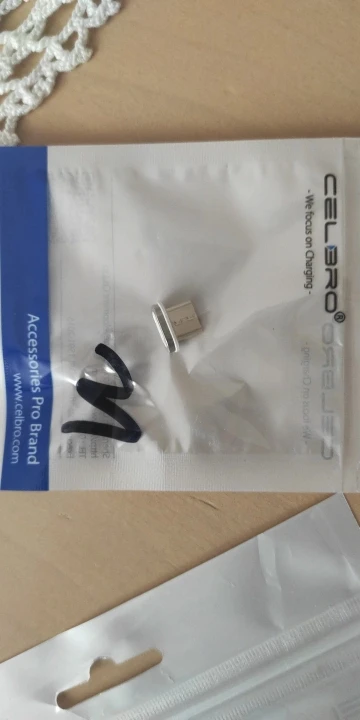 CELBRO®
- We focus on Charging -
Accessories Pro Brand
www.celbro.com